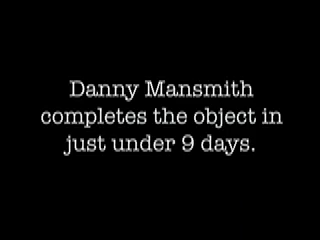 Danny Mansmith
completes the object in
just under 9 days.